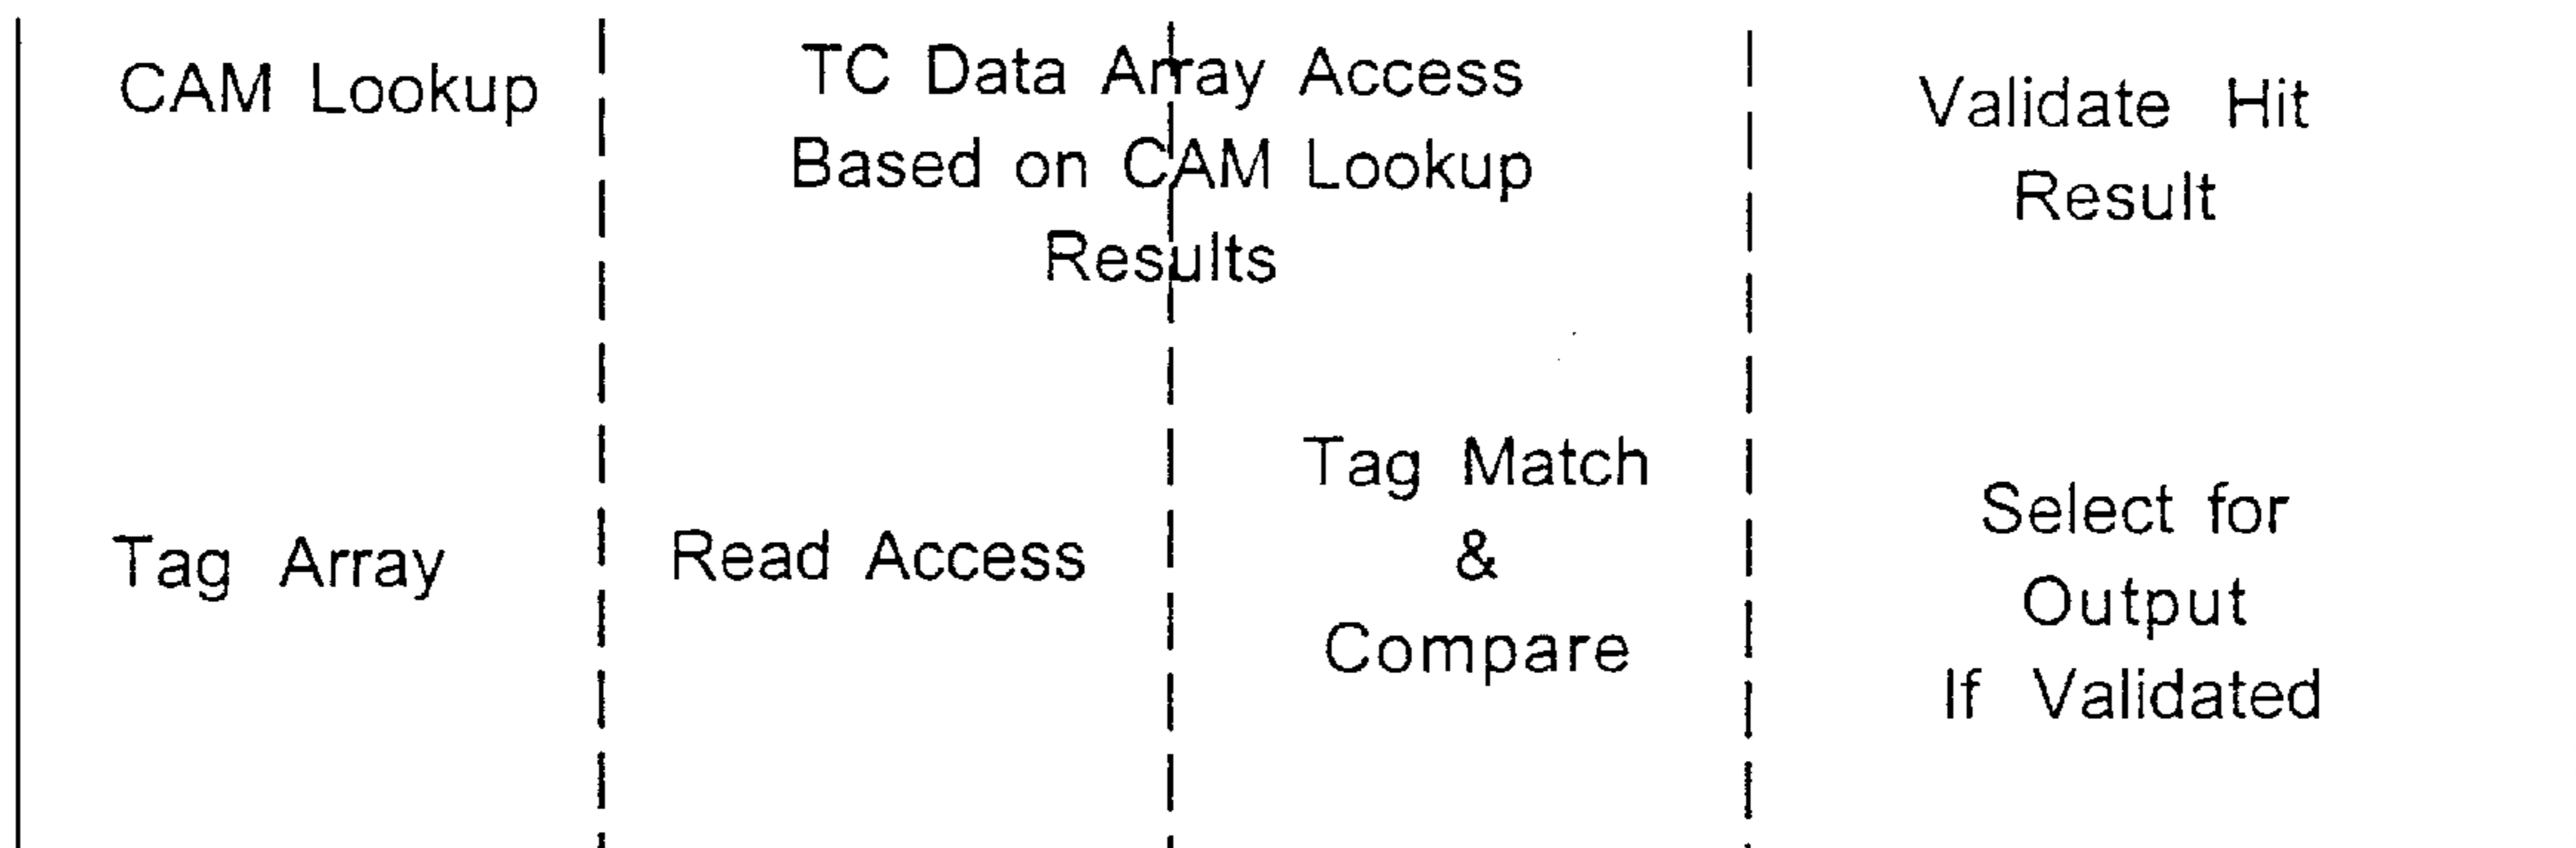 CAM Lookup
TC Data Array Access
Based on CAM Lookup
Results
Validate Hit
Result
Tag Array
Read Access
Tag Match
&
Compare
Select for
Output
If Validated